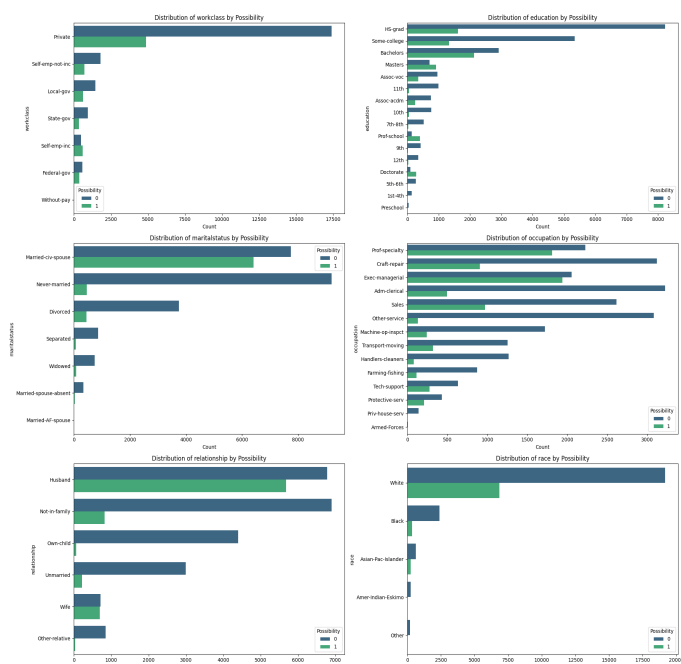 Distribution of workclass by Possibility
workclass
Private
Self-emp-not-inc
Local-gov
State-gov
Self-emp-inc
Federal-gov
Without-pay
Possibility
0
1
0 2500 5000 7500 10000 12500 15000 17500
Count
Distribution of education by Possibility
education
HS-grad
Some-college
Bachelors
Masters
Assoc-voc
11th
Assoc-acdm
10th
7th-8th
Prof-school
9th
12th
Doctorate
5th-6th
1st-4th
Preschool
Possibility
0
1
0 1000 2000 3000 4000 5000 6000 7000 8000
Count
Distribution of maritalstatus by Possibility
maritalstatus
Married-civ-spouse
Never-married
Divorced
Separated
Widowed
Married-spouse-absent
Married-AF-spouse
Possibility
0
1
0 2000 4000 6000 8000
Count
Distribution of occupation by Possibility
occupation
Prof-specialty
Craft-repair
Exec-managerial
Adm-clerical
Sales
Other-service
Machine-op-inspct
Transport-moving
Handlers-cleaners
Farming-fishing
Tech-support
Protective-serv
Priv-house-serv
Armed-Forces
Possibility
0
1
0 500 1000 1500 2000 2500 3000
Count
Distribution of relationship by Possibility
relationship
Husband
Not-in-family
Own-child
Unmarried
Wife
Other-relative
Possibility
0
1
0 1000 2000 3000 4000 5000 6000 7000
Distribution of race by Possibility
race
White
Black
Asian-Pac-Islander
Amer-Indian-Eskimo
Other
Possibility
0
1
0 2500 5000 7500 10000 12500 15000 17500 20000